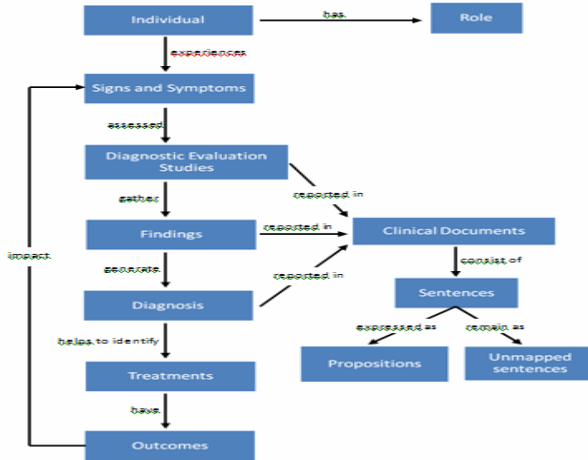 Individual
has
Role
experiences
Signs and Symptoms
assessed
Diagnostic Evaluation
Studies
reported in
gather
Findings
reported in
Clinical Documents
impact
generate
reported in
consist of
Diagnosis
Sentences
helps to identify
expressed as
remain as
Treatments
Propositions
Unmapped
sentences
have
Outcomes